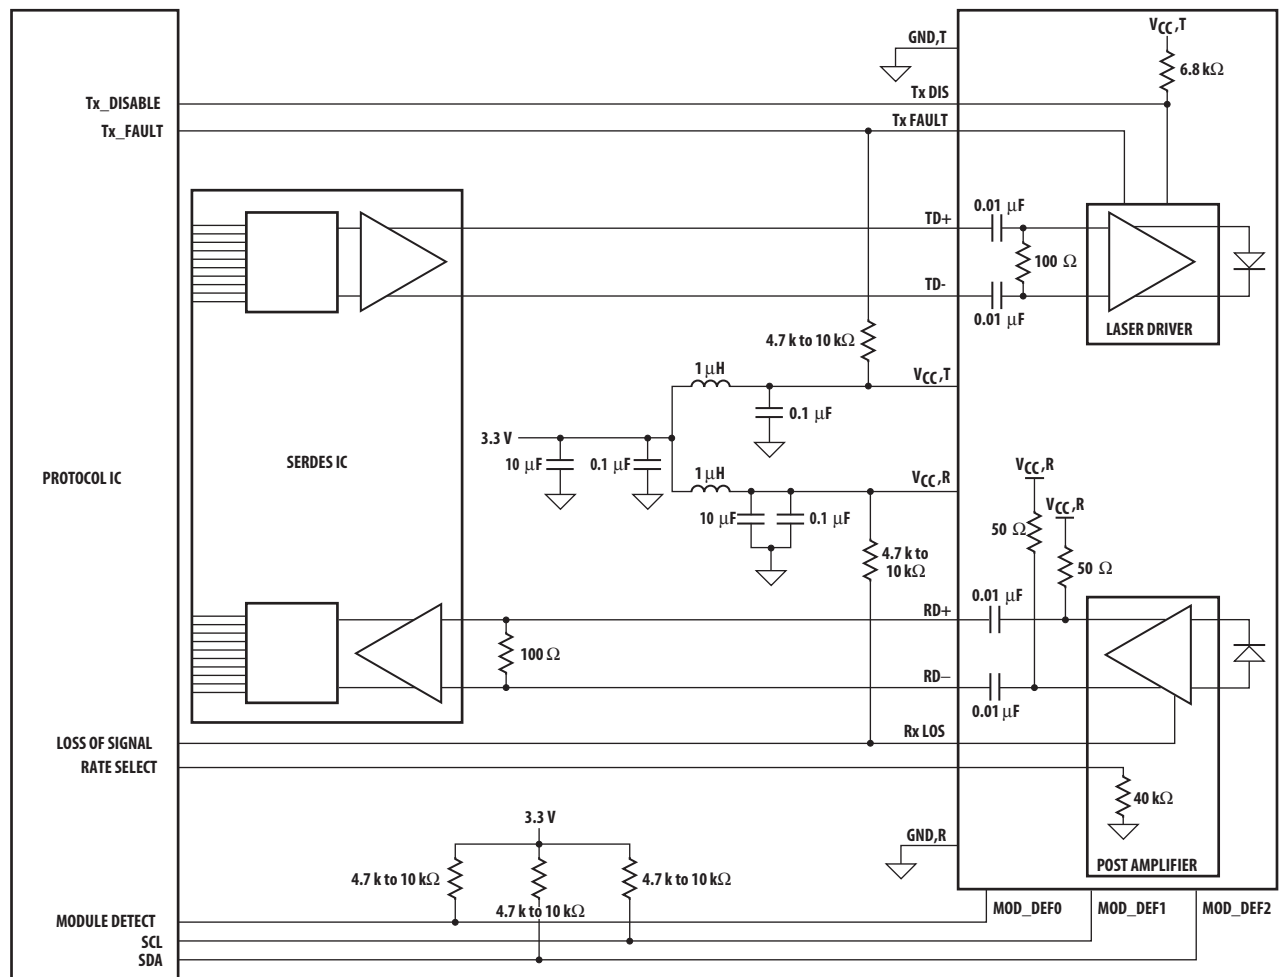 VCC,T
GND,T
6.8 kΩ
Tx_DISABLE
Tx DIS
Tx_FAULT
Tx FAULT
0.01 µF
TD+
100 Ω
TD-
0.01 µF
LASER DRIVER
4.7 k to 10 kΩ
1 µH
VCC,T
0.1 µF
3.3 V
SERDES IC
10 µF
0.1 µF
PROTOCOL IC
1 µH
VCC,R
VCC,R
VCC,R
10 µF
0.1 µF
50 Ω
4.7 k to
10 kΩ
50 Ω
0.01 µF
RD+
100 Ω
RD–
0.01 µF
LOSS OF SIGNAL
Rx LOS
RATE SELECT
40 kΩ
3.3 V
GND,R
POST AMPLIFIER
4.7 k to 10 kΩ
4.7 k to 10 kΩ
4.7 k to 10 kΩ
MODULE DETECT
MOD_DEF0
MOD_DEF1
MOD_DEF2
SCL
SDA